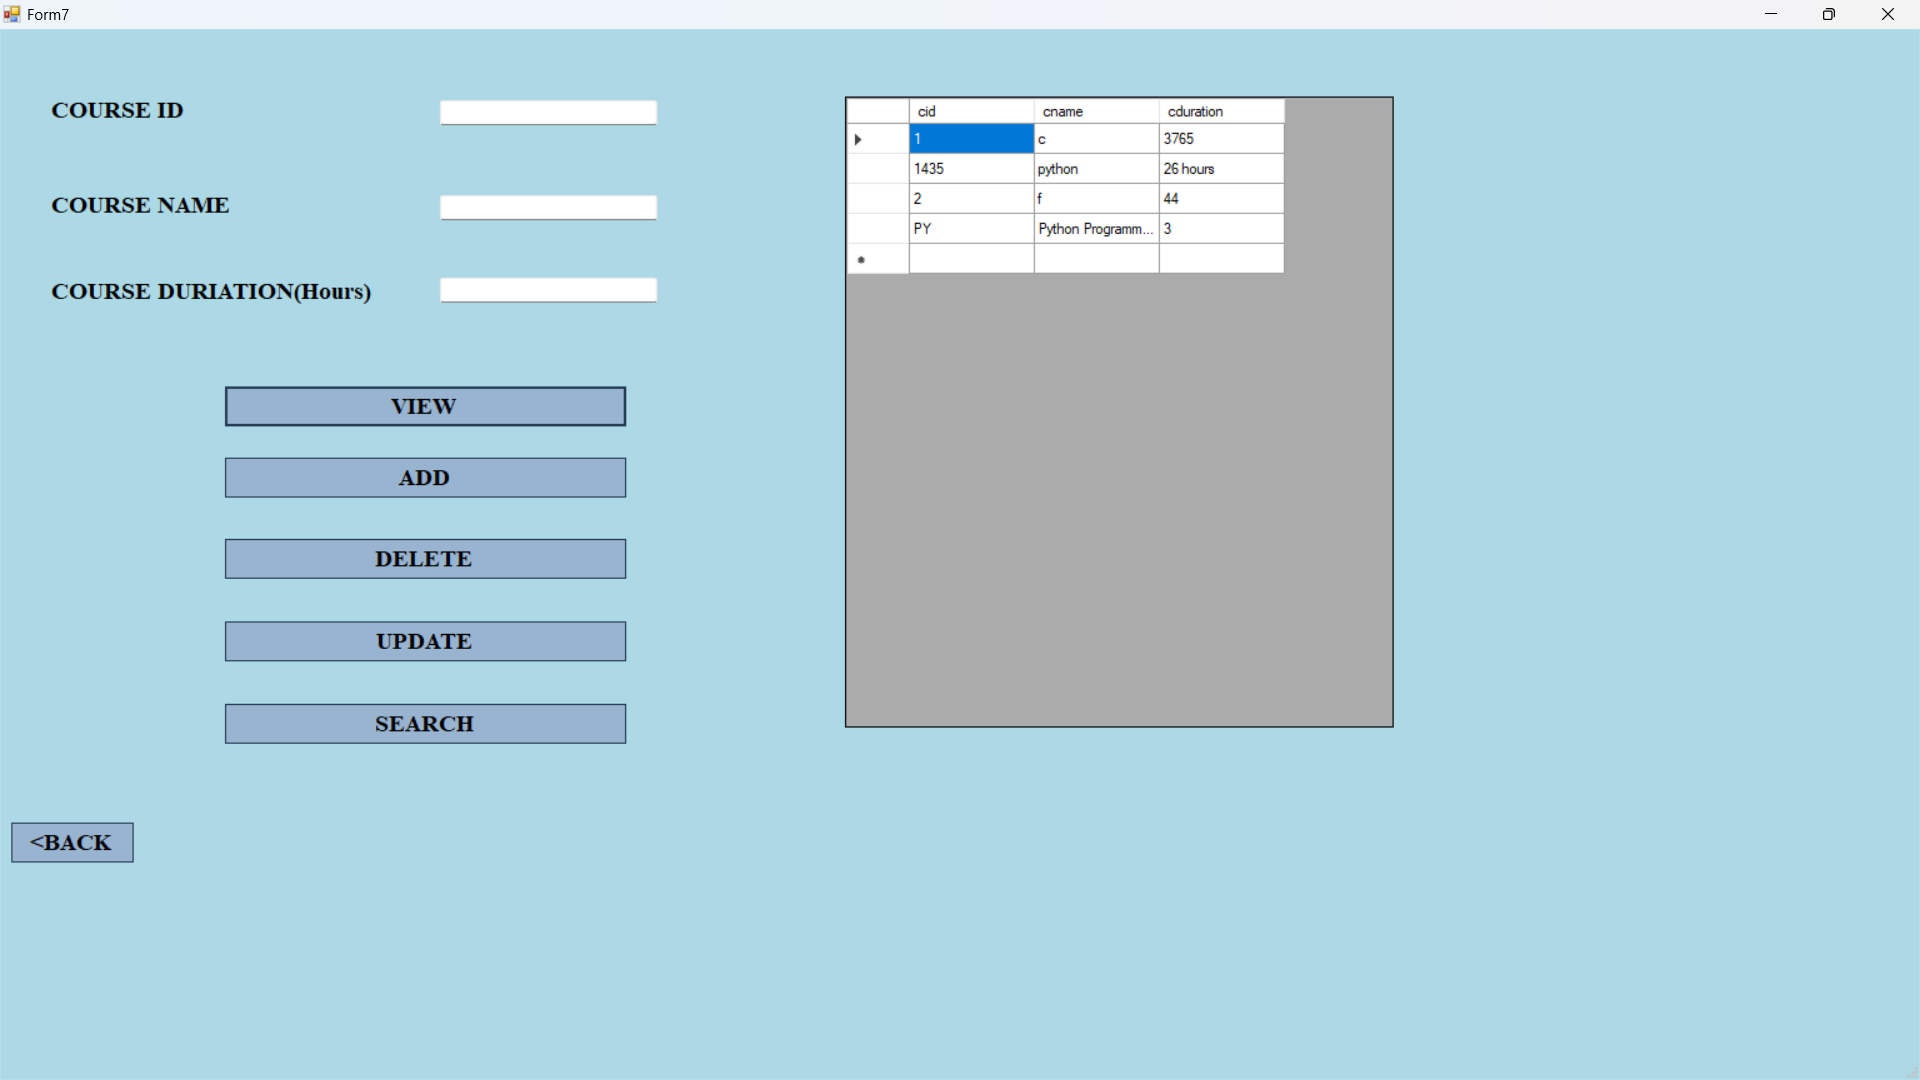 Form7
COURSE ID
COURSE NAME
COURSE DURIATION(Hours)
VIEW
ADD
DELETE
UPDATE
SEARCH
<BACK
cid cname cduration
1 c 3765
1435 python 26 hours
2 f 44
PY Python Programm... 3